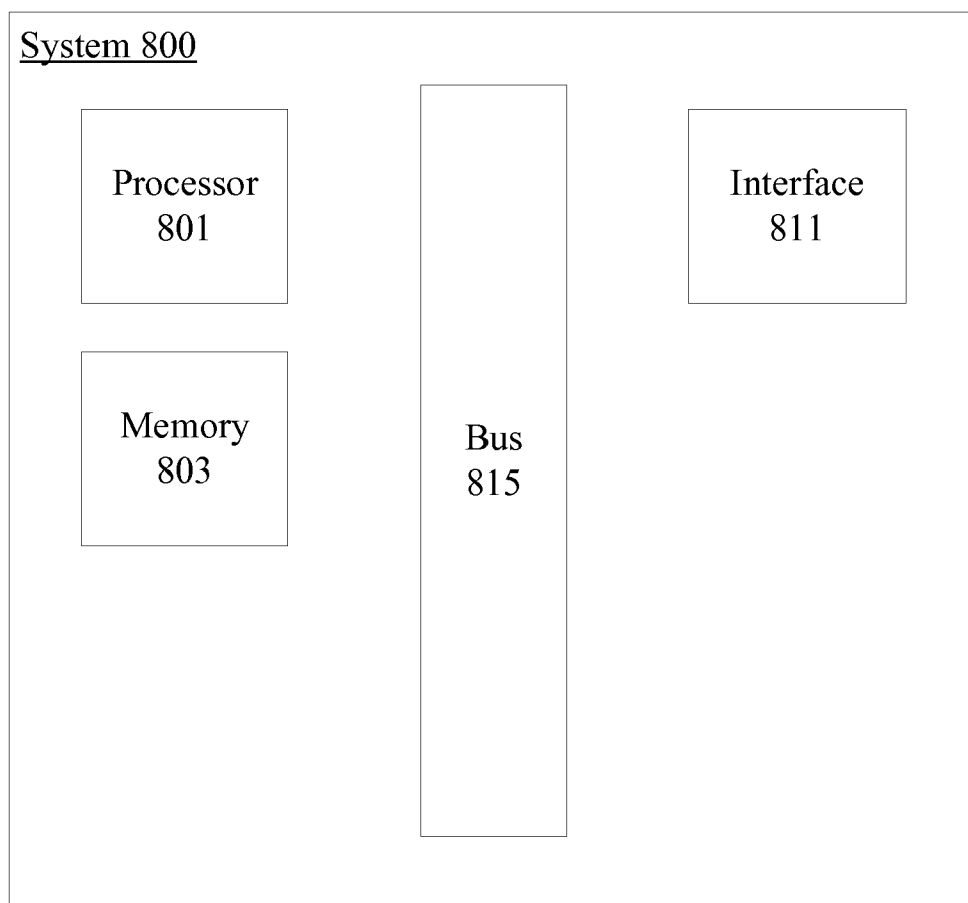 System 800
Processor
801
Interface
811
Memory
803
Bus
815